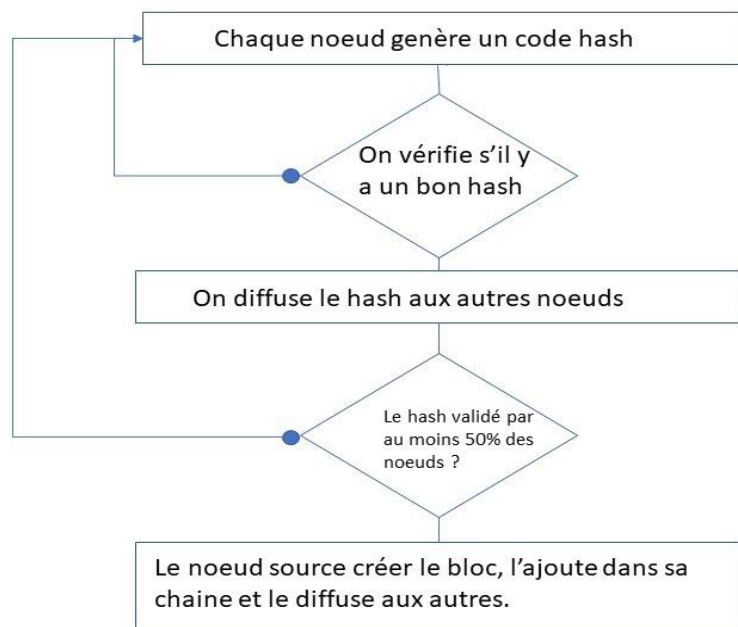 Chaque noeud genère un code hash
On vérifie s'il y
a un bon hash
On diffuse le hash aux autres noeuds
Le hash validé par
au moins 50% des
noeuds ?
Le noeud source créer le bloc, l'ajoute dans sa
chaine et le diffuse aux autres.